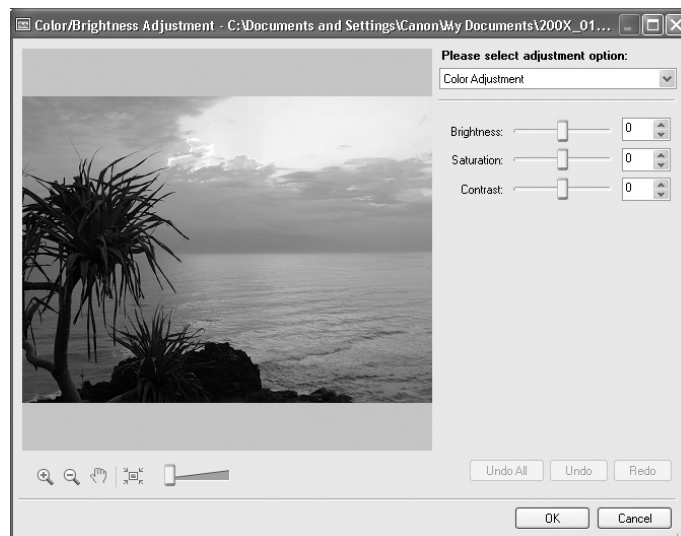 Color/Brightness Adjustment - C:\Documents and Settings\Canon\My Documents\200X_01...
Please select adjustment option:
Color Adjustment
Brightness: 0
Saturation: 0
Contrast: 0
Undo All Undo Redo
OK Cancel